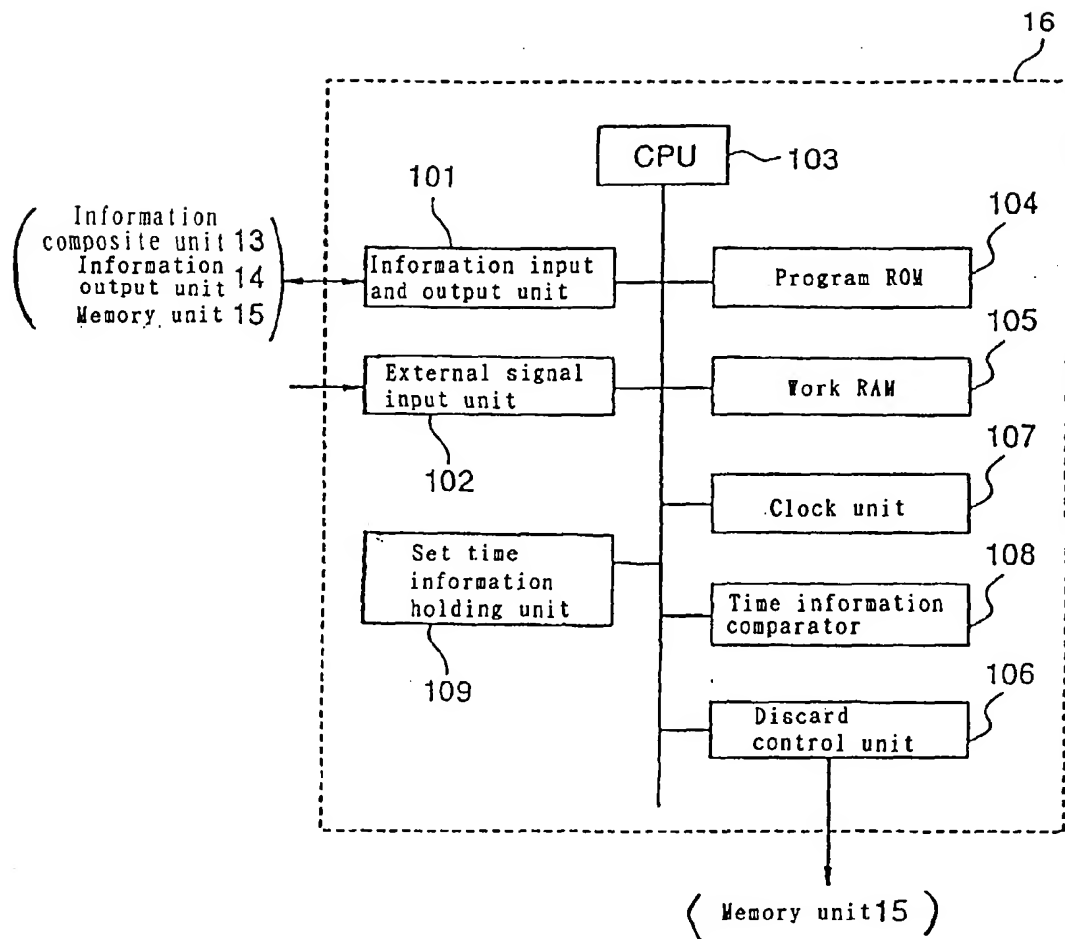 16
CPU
103
101
104
Information
composite unit 13
Information
output unit 14
Memory unit 15
Information input
and output unit
Program ROM
105
External signal
input unit
Work RAM
102
107
Clock unit
Set time
information
holding unit
108
Time information
comparator
109
106
Discard
control unit
Memory unit 15